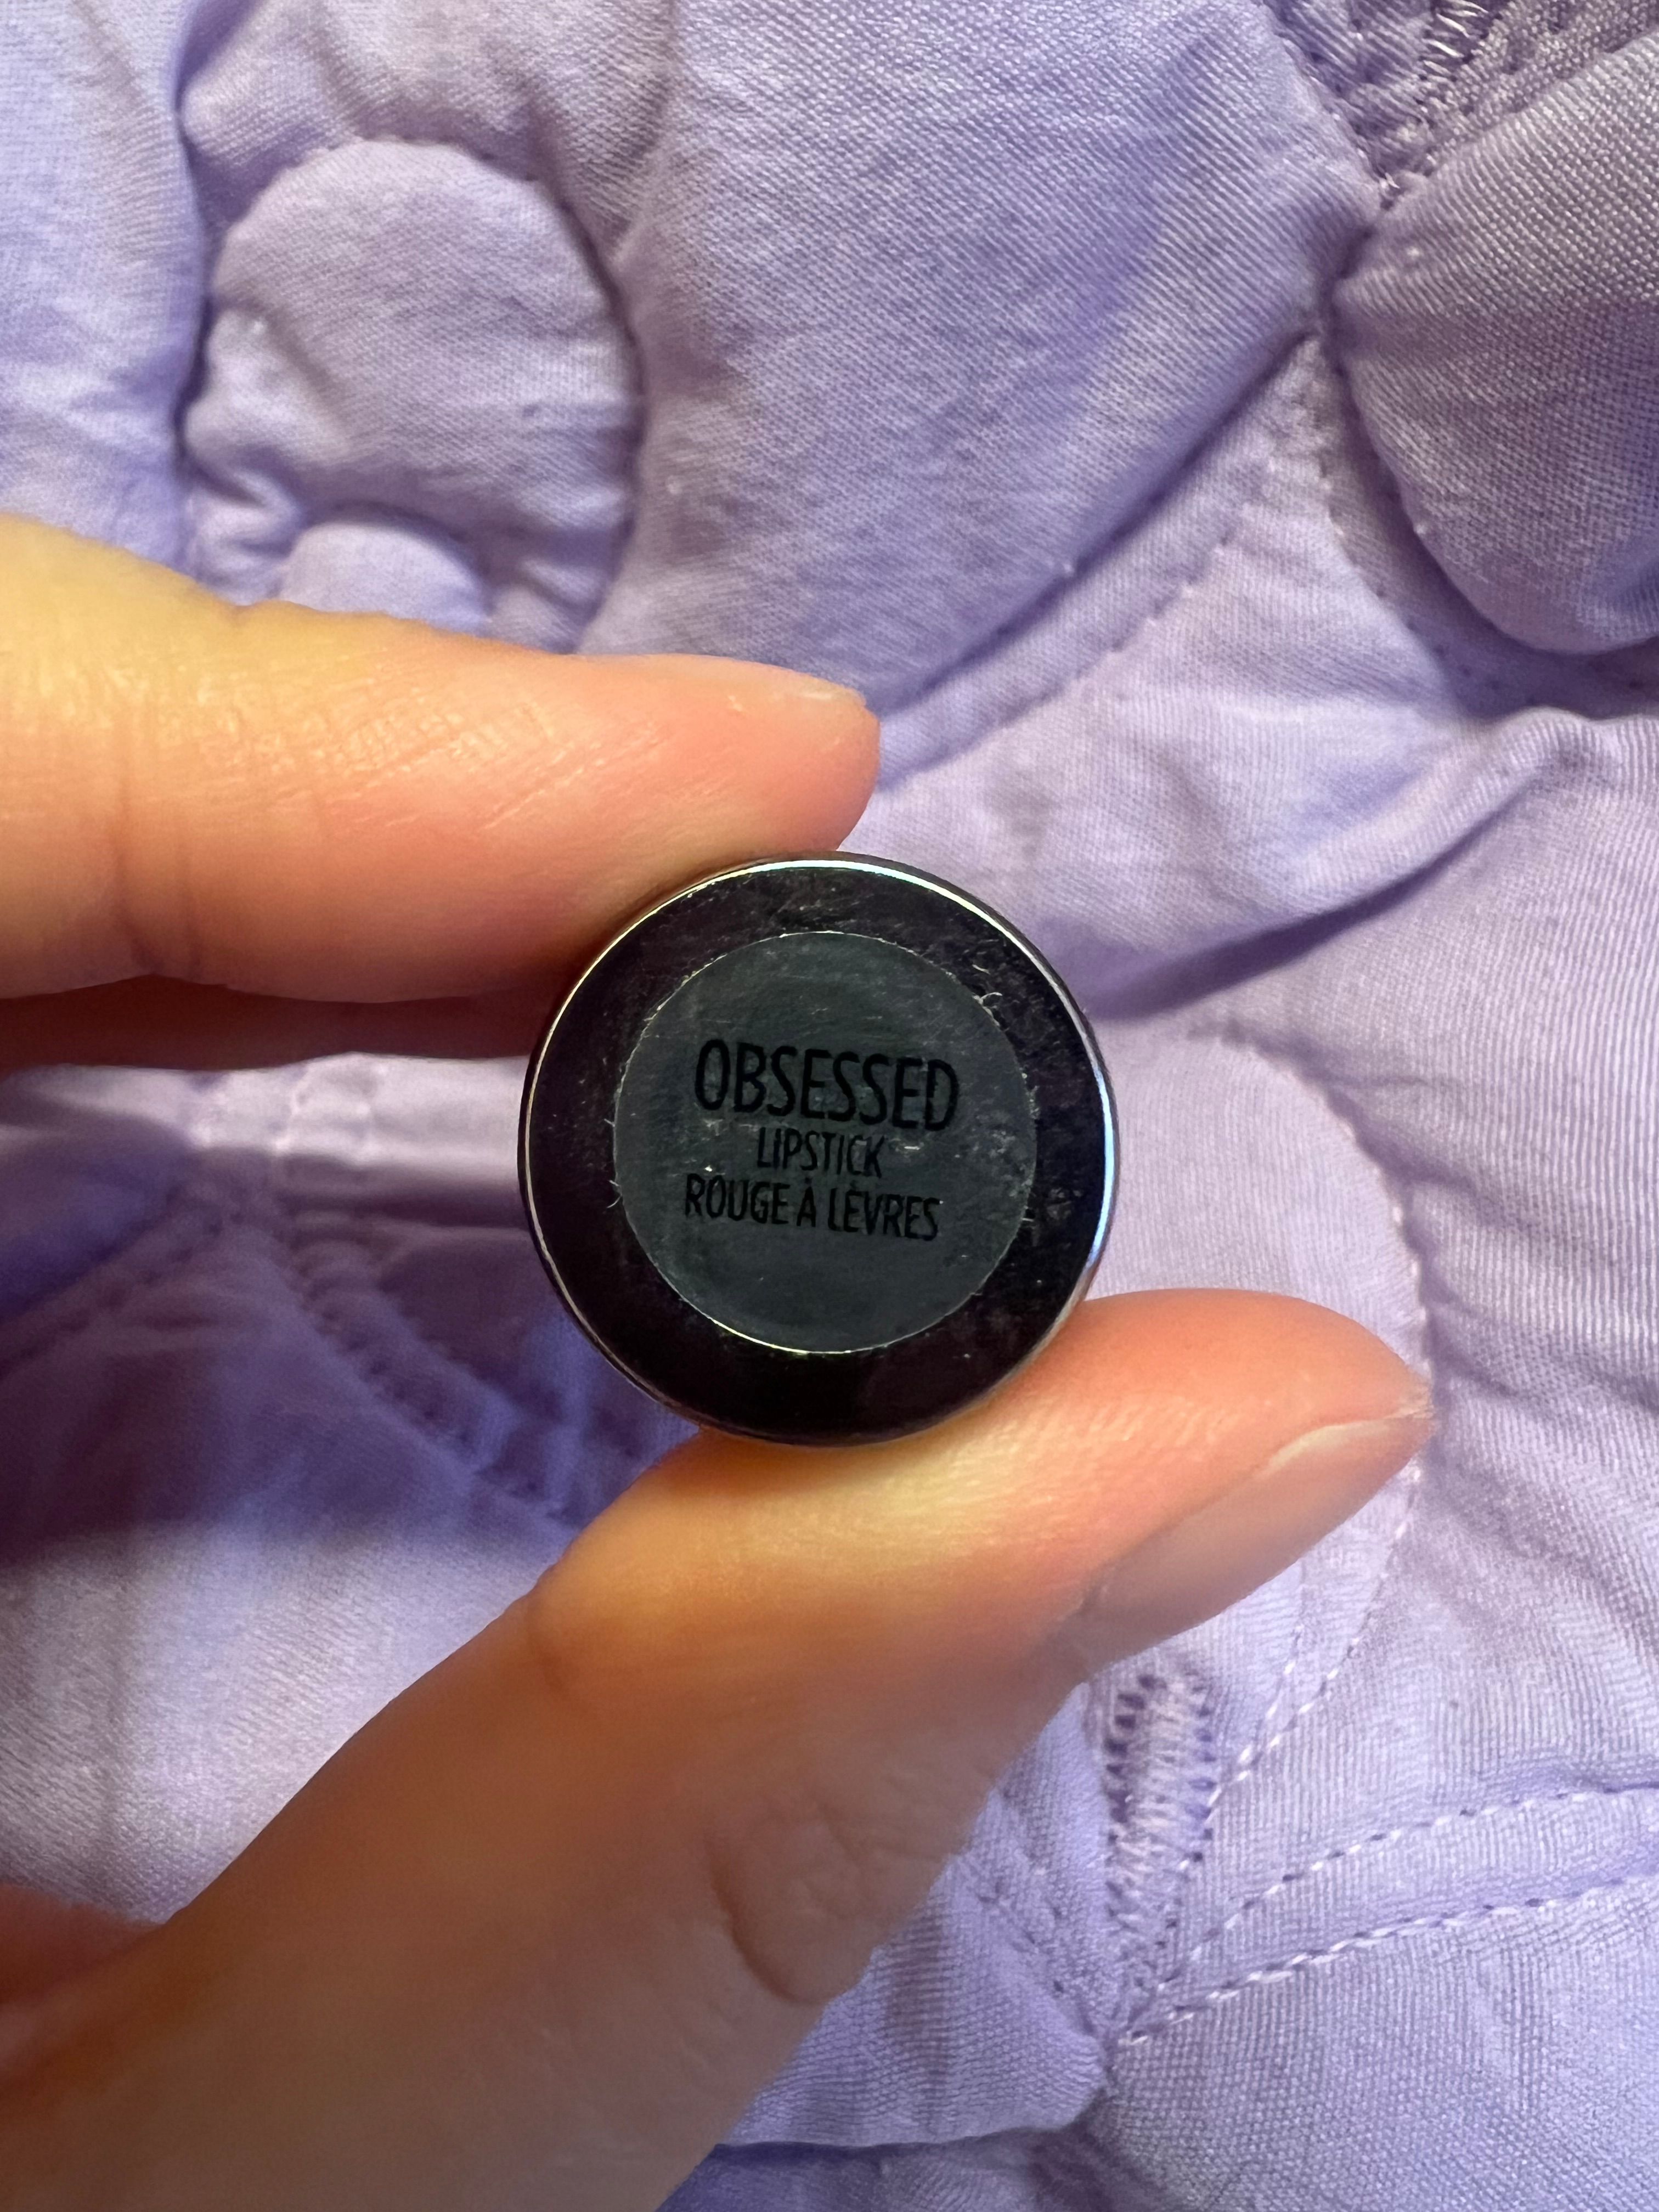 OBSESSED
LIPSTICK
ROUGE À LÈVRES